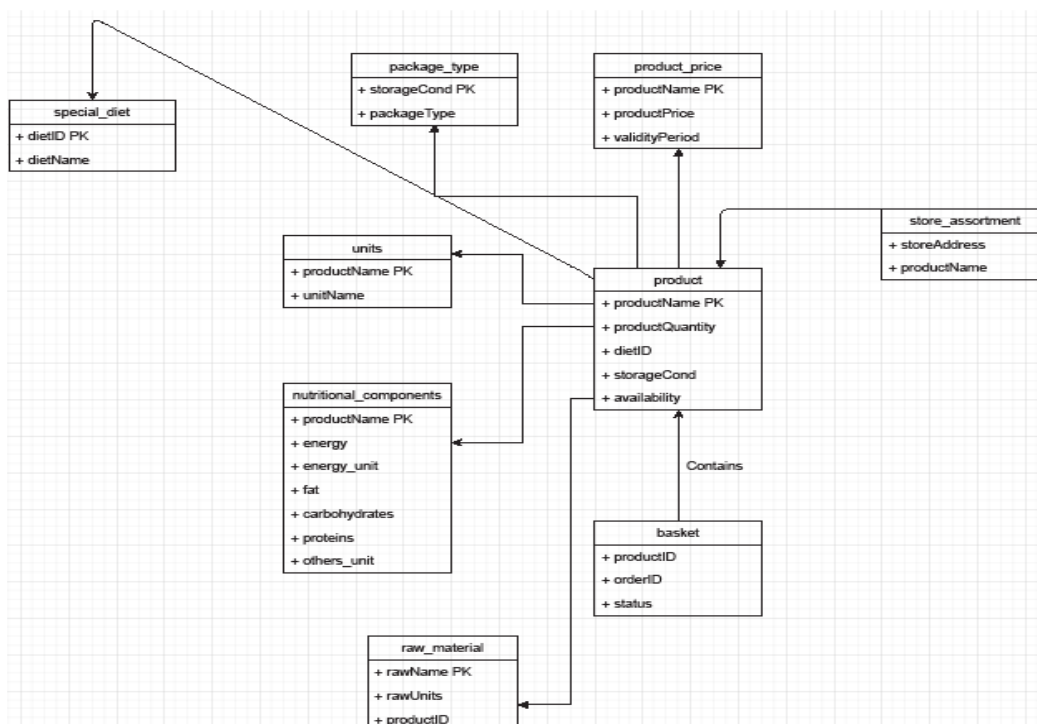 package_type
+ storageCond PK
+ packageType
product_price
+ productName PK
+ productPrice
+ validityPeriod
special_diet
+ dietID PK
+ dietName
store_assortment
+ storeAddress
+ productName
units
+ productName PK
+ unitName
product
+ productName PK
+ productQuantity
+ dietID
+ storageCond
+ availability
nutritional_components
+ productName PK
+ energy
+ energy_unit
+ fat
+ carbohydrates
+ proteins
+ others_unit
Contains
basket
+ productID
+ orderID
+ status
raw_material
+ rawName PK
+ rawUnits
+ productID